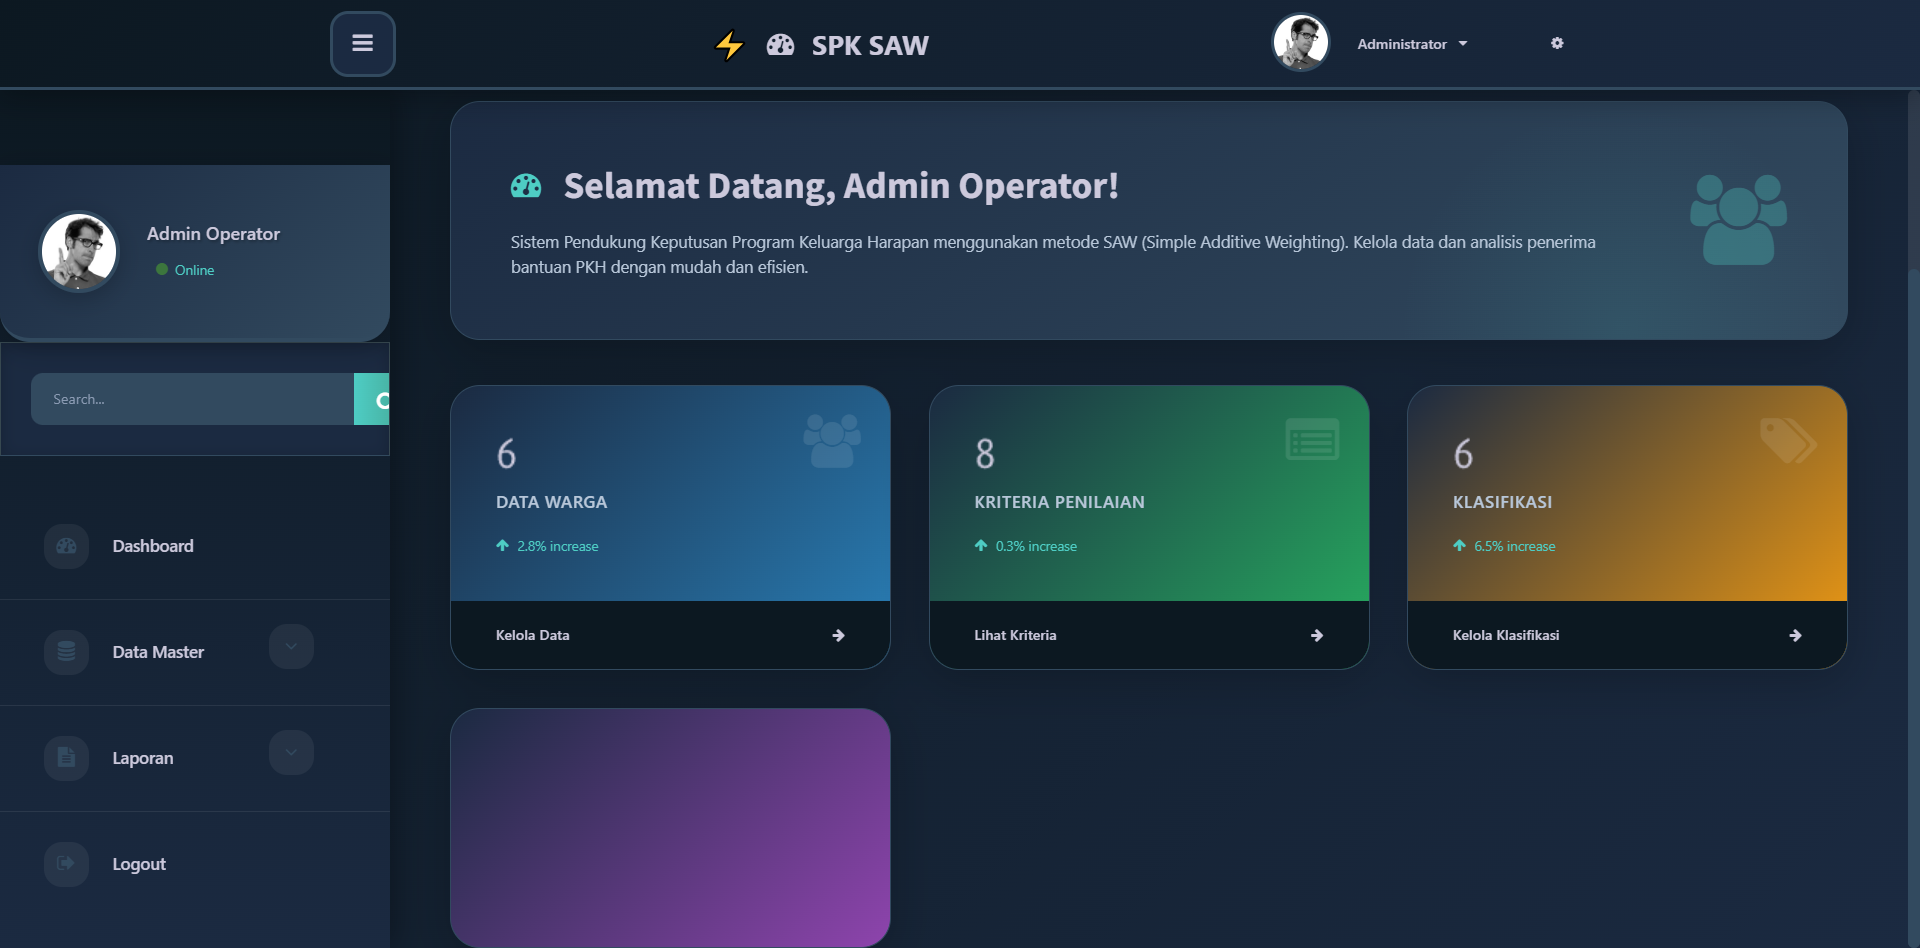 SPK SAW
Administrator
Admin Operator
Online
Search...
Dashboard
Data Master
Laporan
Logout
Selamat Datang, Admin Operator!
Sistem Pendukung Keputusan Program Keluarga Harapan menggunakan metode SAW (Simple Additive Weighting). Kelola data dan analisis penerima
bantuan PKH dengan mudah dan efisien.
6
DATA WARGA
2.8% increase
Kelola Data
8
KRITERIA PENILAIAN
0.3% increase
Lihat Kriteria
6
KLASIFIKASI
6.5% increase
Kelola Klasifikasi